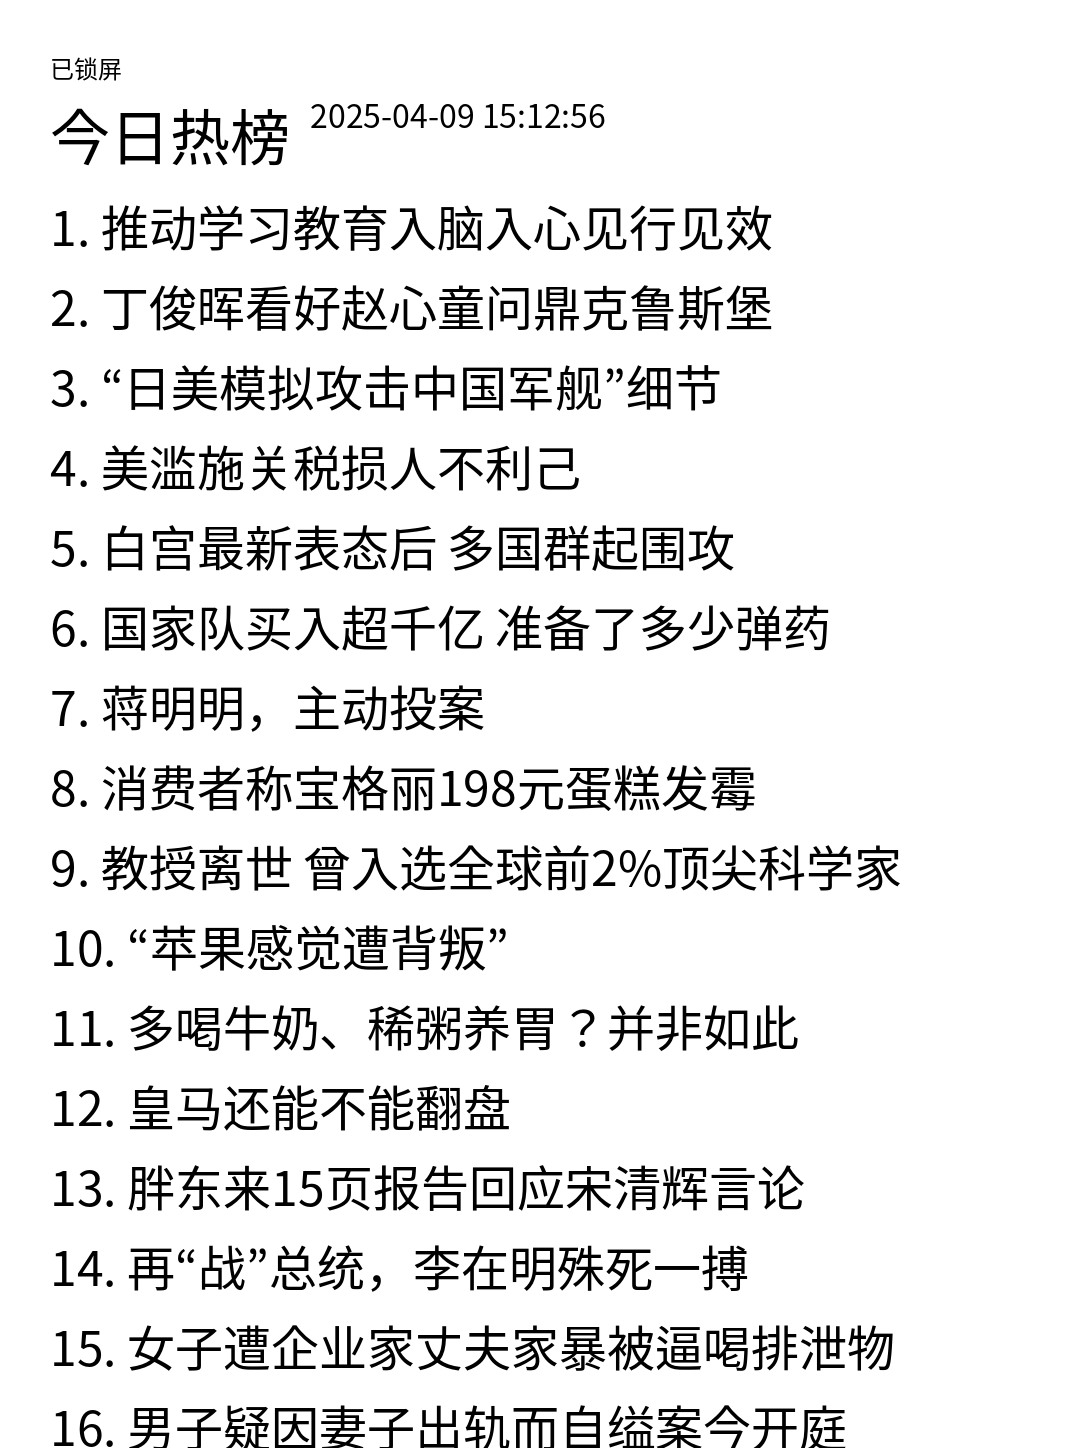 已锁屏
今日热榜 2025-04-09 15:12:56
1. 推动学习教育入脑入心见行见效
2. 丁俊晖看好赵心童问鼎克鲁斯堡
3. “日美模拟攻击中国军舰”细节
4. 美滥施关税损人不利己
5. 白宫最新表态后 多国群起围攻
6. 国家队买入超千亿 准备了多少弹药
7. 蒋明明，主动投案
8. 消费者称宝格丽198元蛋糕发霉
9. 教授离世 曾入选全球前2%顶尖科学家
10. “苹果感觉遭背叛”
11. 多喝牛奶、稀粥养胃？并非如此
12. 皇马还能不能翻盘
13. 胖东来15页报告回应宋清辉言论
14. 再“战”总统，李在明殊死一搏
15. 女子遭企业家丈夫家暴被逼喝排泄物
16. 男子疑因妻子出轨而自缢案今开庭